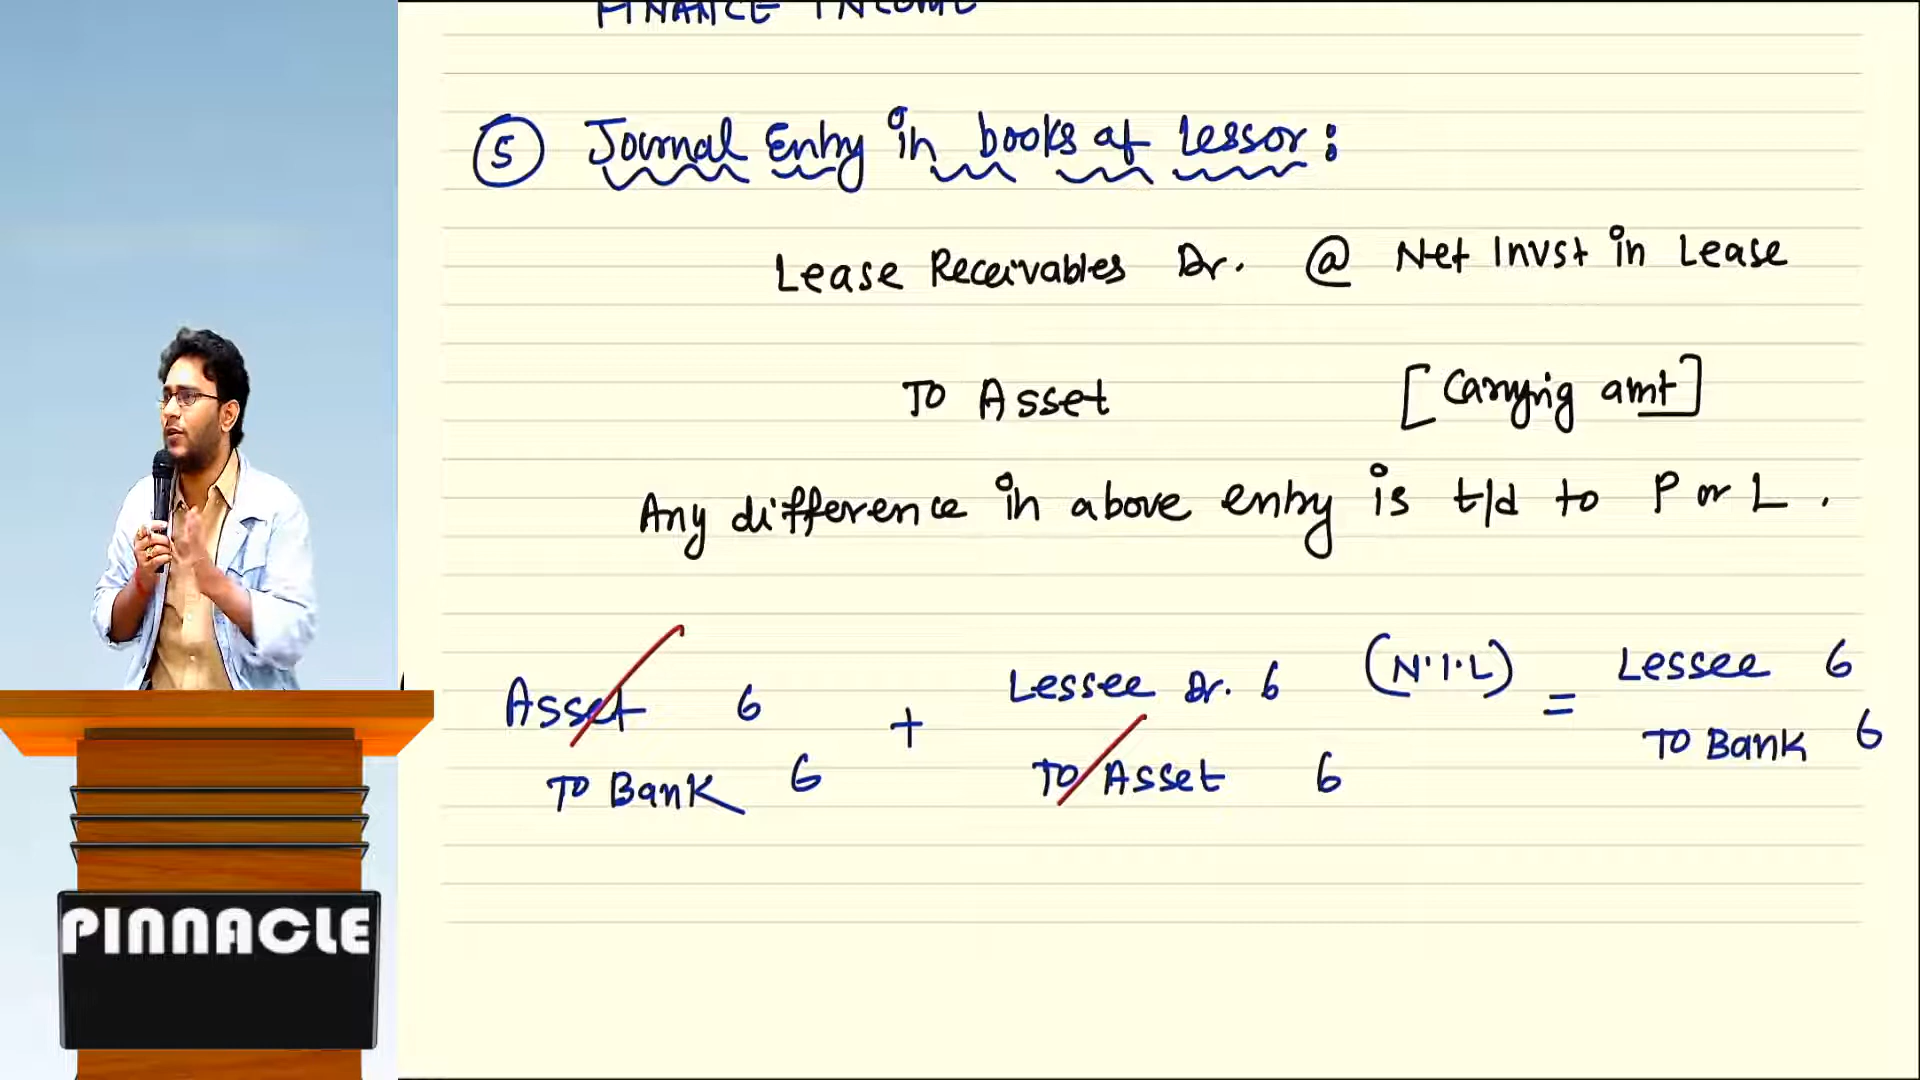 FINANCE INCOME
5 Journal Entry in books of Lessor:
Lease Receivables Dr. @ Net Invst in Lease
To Asset [Carrying amt]
Any difference in above entry is t/d to P or L.
Asset 6 + Lessee Dr. 6 (N.I.L) = Lessee 6
To Bank 6 To Asset 6 To Bank 6
PINNACLE